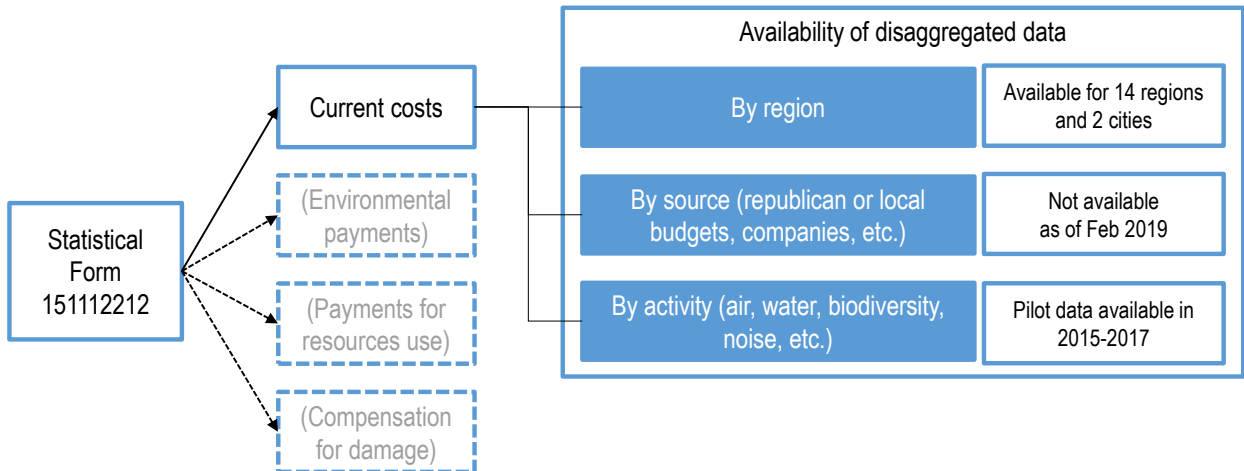 Availability of disaggregated data
Current costs
By region
Available for 14 regions
and 2 cities
Statistical
Form
151112212
(Environmental
payments)
By source (republican or local
budgets, companies, etc.)
Not available
as of Feb 2019
(Payments for
resources use)
By activity (air, water, biodiversity,
noise, etc.)
Pilot data available in
2015-2017
(Compensation
for damage)